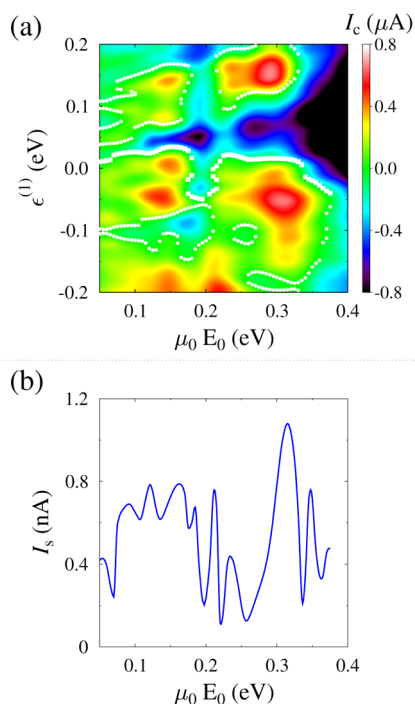 (a)
I_c (μA)
0.2
0.1
0.0
-0.1
-0.2
ϵ^(1) (eV)
0.1 0.2 0.3 0.4
μ_0 E_0 (eV)
0.8
0.4
0.0
-0.4
-0.8
(b)
1.2
0.8
0.4
0
I_s (nA)
0.1 0.2 0.3 0.4
μ_0 E_0 (eV)